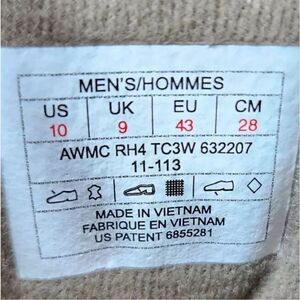 MEN'S/HOMMES
US UK EU CM
10 9 43 28
AWMC RH4 TC3W 632207
11-113
MADE IN VIETNAM
FABRIQUE EN VIETNAM
US PATENT 6855281